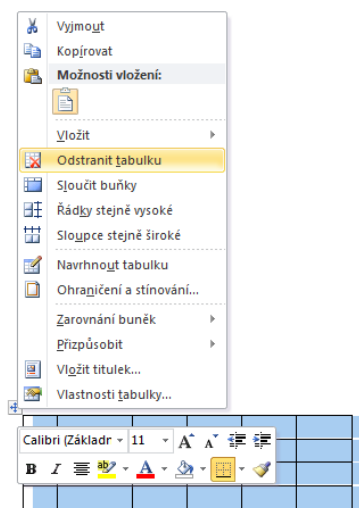 Vyjmout
Kopírovat
Možnosti vložení:
Vložit
Odstranit tabulku
Sloučit buňky
Řádky stejně vysoké
Sloupce stejně široké
Navrhnout tabulku
Ohraničení a stínování...
Zarovnání buněk
Přizpůsobit
Vložit titulek...
Vlastnosti tabulky...
Calibri (Základr 11 A A
B I A